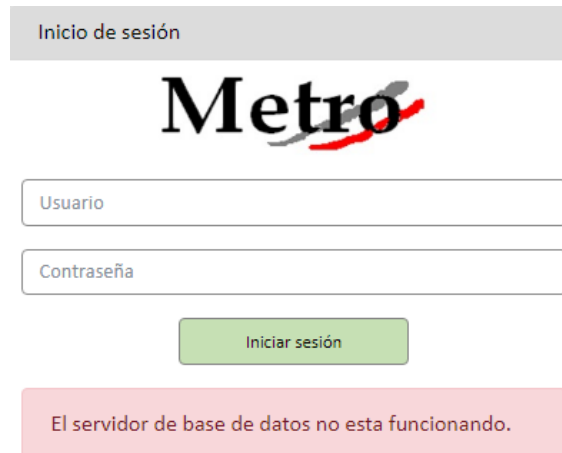 Inicio de sesión
Metro
Usuario
Contraseña
Iniciar sesión
El servidor de base de datos no esta funcionando.